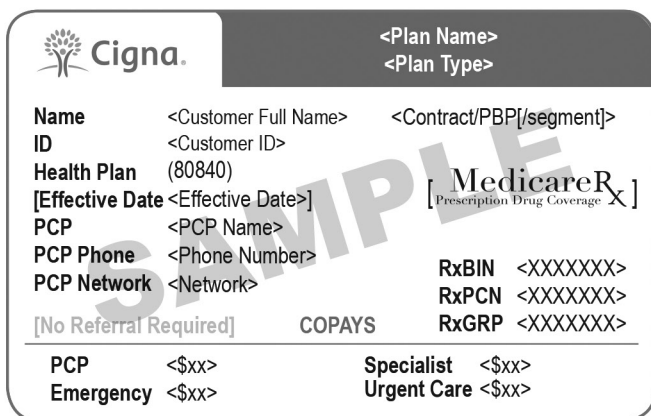 Cigna.
<Plan Name>
<Plan Type>
Name <Customer Full Name> <Contract/PBP[/segment]>
ID <Customer ID>
Health Plan (80840)
[Effective Date <Effective Date>]
[MedicareRx
Prescription Drug Coverage]
PCP <PCP Name>
PCP Phone <Phone Number>
PCP Network <Network>
RxBIN <XXXXXXX>
RxPCN <XXXXXXX>
RxGRP <XXXXXXX>
SAMPLE
[No Referral Required] COPAYS
PCP <$xx> Specialist <$xx>
Emergency <$xx> Urgent Care <$xx>